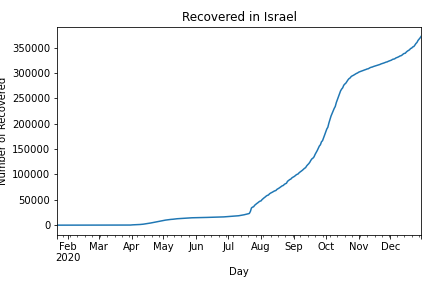 Recovered in Israel
Number of Recovered
350000
300000
250000
200000
150000
100000
50000
0
Feb Mar Apr May Jun Jul Aug Sep Oct Nov Dec
2020
Day